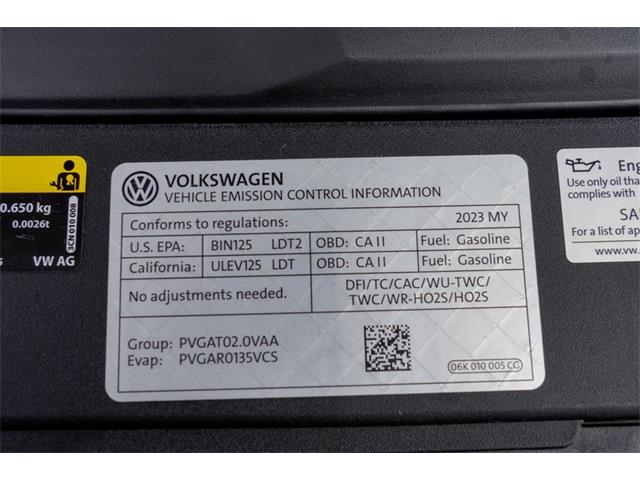 0.650 kg
0.0026t
3CN 010 008
VW AG
VOLKSWAGEN
VEHICLE EMISSION CONTROL INFORMATION
Conforms to regulations: 2023 MY
U.S. EPA: BIN125 LDT2 OBD: CA II Fuel: Gasoline
California: ULEV125 LDT OBD: CA II Fuel: Gasoline
No adjustments needed.
DFI/TC/CAC/WU-TWC/
TWC/WR-HO2S/HO2S
Group: PVGAT02.0VAA
Evap: PVGAR0135VCS
06K 010 005 CG
Eng
Use only oil tha
complies with
SA
For a list of ap
www.vw.